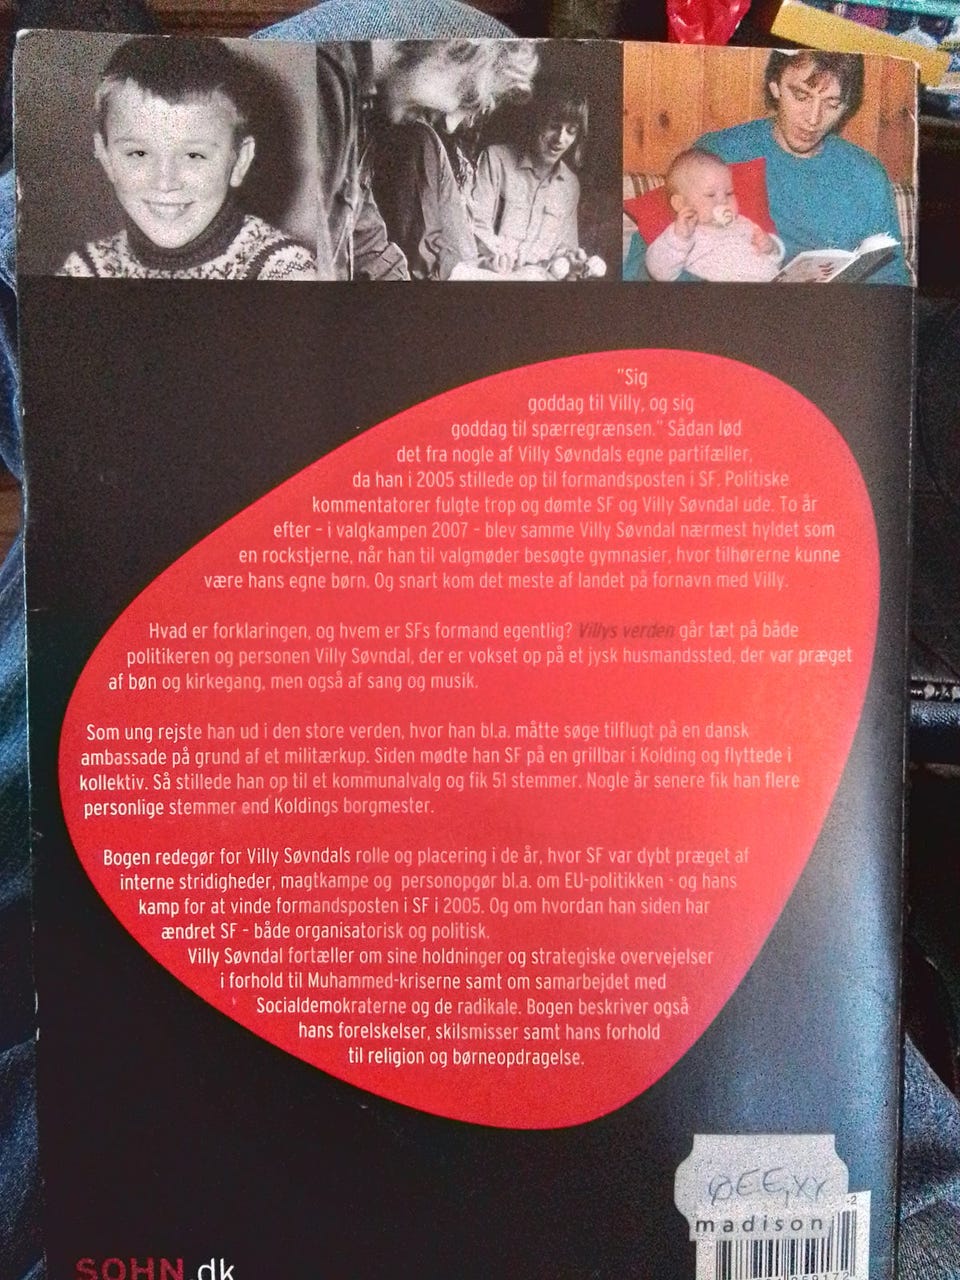 "Sig
goddag til Villy, og sig
goddag til spærregrænsen." Sådan lød
det fra nogle af Villy Søvndals egne partifæller,
da han i 2005 stillede op til formandsposten i SF. Politiske
kommentatorer fulgte trop og dømte SF og Villy Søvndal ude. To år
efter - i valgkampen 2007 - blev samme Villy Søvndal nærmest hyldet som
en rockstjerne, når han til valgmøder besøgte gymnasier, hvor tilhørerne kunne
være hans egne børn. Og snart kom det meste af landet på fornavn med Villy.
Hvad er forklaringen, og hvem er SFs formand egentlig? Villys verden går tæt på både
politikeren og personen Villy Søvndal, der er vokset op på et jysk husmandssted, der var præget
af bøn og kirkegang, men også af sang og musik.
Som ung rejste han ud i den store verden, hvor han bl.a. måtte søge tilflugt på en dansk
ambassade på grund af et militærkup. Siden mødte han SF på en grillbar i Kolding og flyttede i
kollektiv. Så stillede han op til et kommunalvalg og fik 51 stemmer. Nogle år senere fik han flere
personlige stemmer end Koldings borgmester.
Bogen redegør for Villy Søvndals rolle og placering i de år, hvor SF var dybt præget af
interne stridigheder, magtkampe og personopgør bl.a. om EU-politikken - og hans
kamp for at vinde formandsposten i SF i 2005. Og om hvordan han siden har
ændret SF - både organisatorisk og politisk.
Villy Søvndal fortæller om sine holdninger og strategiske overvejelser
i forhold til Muhammed-kriserne samt om samarbejdet med
Socialdemokraterne og de radikale. Bogen beskriver også
hans forelskelser, skilsmisser samt hans forhold
til religion og børneopdragelse.
madison
-2
SOHN.dk